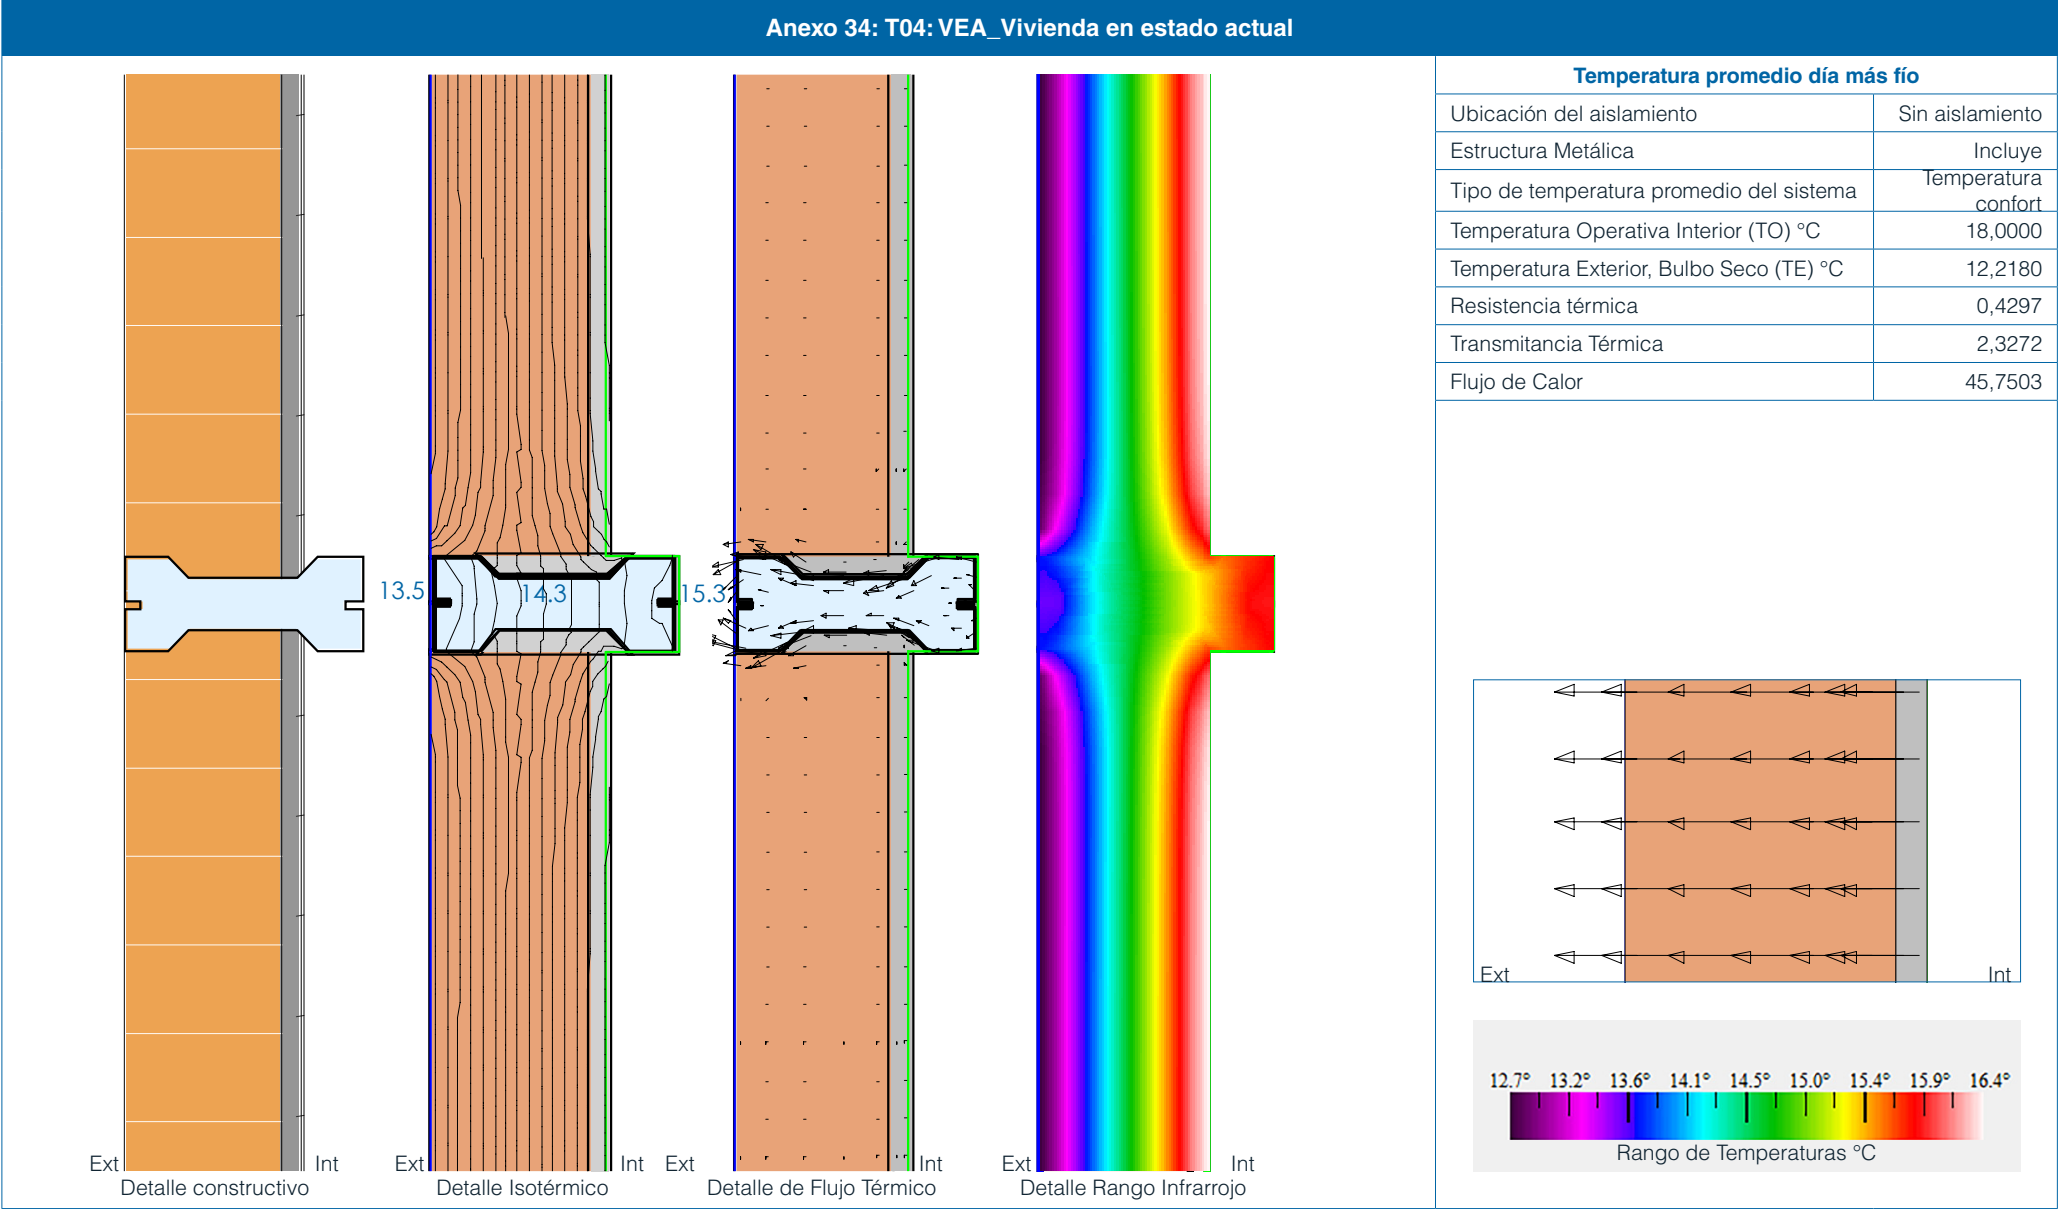 Anexo 34: T04: VEA_Vivienda en estado actual
Temperatura promedio día más fío
Ubicación del aislamiento Sin aislamiento
Estructura Metálica Incluye
Tipo de temperatura promedio del sistema Temperatura confort
Temperatura Operativa Interior (TO) °C 18,0000
Temperatura Exterior, Bulbo Seco (TE) °C 12,2180
Resistencia térmica 0,4297
Transmitancia Térmica 2,3272
Flujo de Calor 45,7503
13.5 14.3 15.3
Ext Int
Detalle constructivo
Ext Int
Detalle Isotérmico
Ext Int
Detalle de Flujo Térmico
Ext Int
Detalle Rango Infrarrojo
Ext Int
12.7° 13.2° 13.6° 14.1° 14.5° 15.0° 15.4° 15.9° 16.4°
Rango de Temperaturas °C